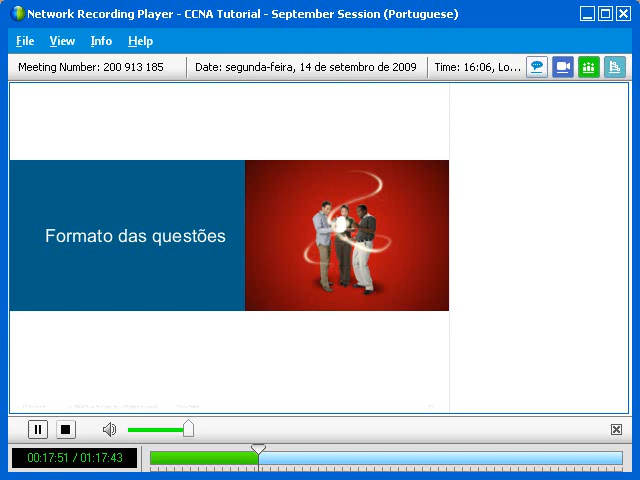 Network Recording Player - CCNA Tutorial - September Session (Portuguese)
File View Info Help
Meeting Number: 200 913 185 Date: segunda-feira, 14 de setembro de 2009 Time: 16:06, Lo...
Formato das questões
00:17:51 / 01:17:43